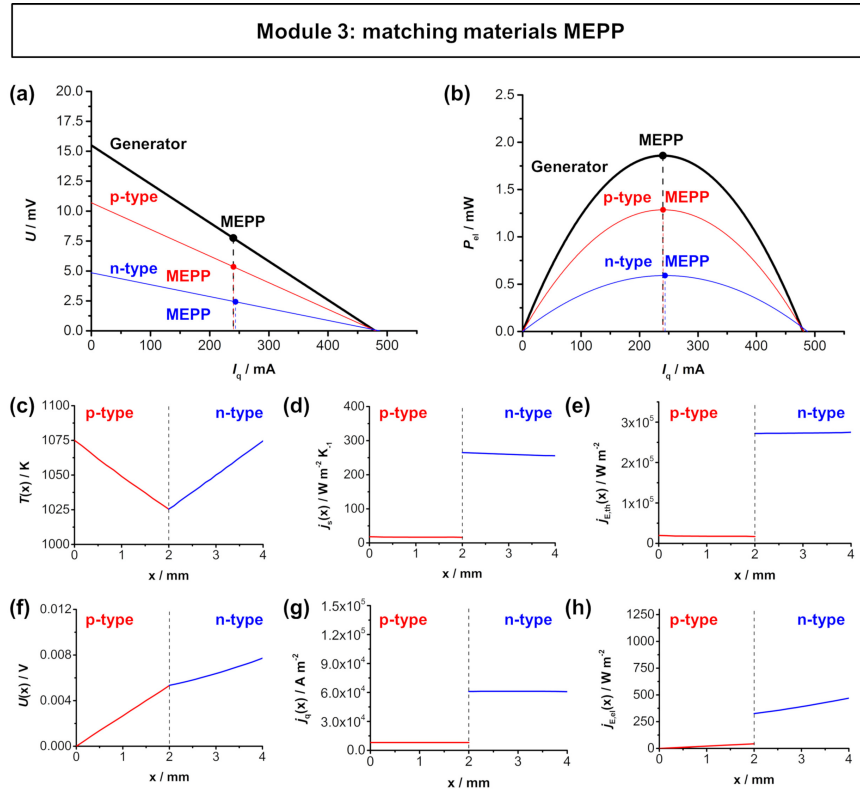 Module 3: matching materials MEPP
(a)
20.0
17.5
15.0
12.5
10.0
7.5
5.0
2.5
0.0
U / mV
Generator
p-type
n-type
MEPP
MEPP
MEPP
0 100 200 300 400 500
Iq / mA
(b)
2.5
2.0
1.5
1.0
0.5
0.0
Pel / mW
MEPP
Generator
p-type MEPP
n-type MEPP
0 100 200 300 400 500
Iq / mA
(c)
1100
1075
1050
1025
1000
T(x) / K
p-type n-type
0 1 2 3 4
x / mm
(d)
400
300
200
100
0
js(x) / W m-2 K-1
p-type n-type
0 1 2 3 4
x / mm
(e)
3x10^5
2x10^5
1x10^5
0
jE,th(x) / W m-2
p-type n-type
0 1 2 3 4
x / mm
(f)
0.012
0.008
0.004
0.000
U(x) / V
p-type n-type
0 1 2 3 4
x / mm
(g)
1.5x10^5
1.2x10^5
9.0x10^4
6.0x10^4
3.0x10^4
0.0
jq(x) / A m-2
p-type n-type
0 1 2 3 4
x / mm
(h)
1250
1000
750
500
250
0
jE,el(x) / W m-2
p-type n-type
0 1 2 3 4
x / mm